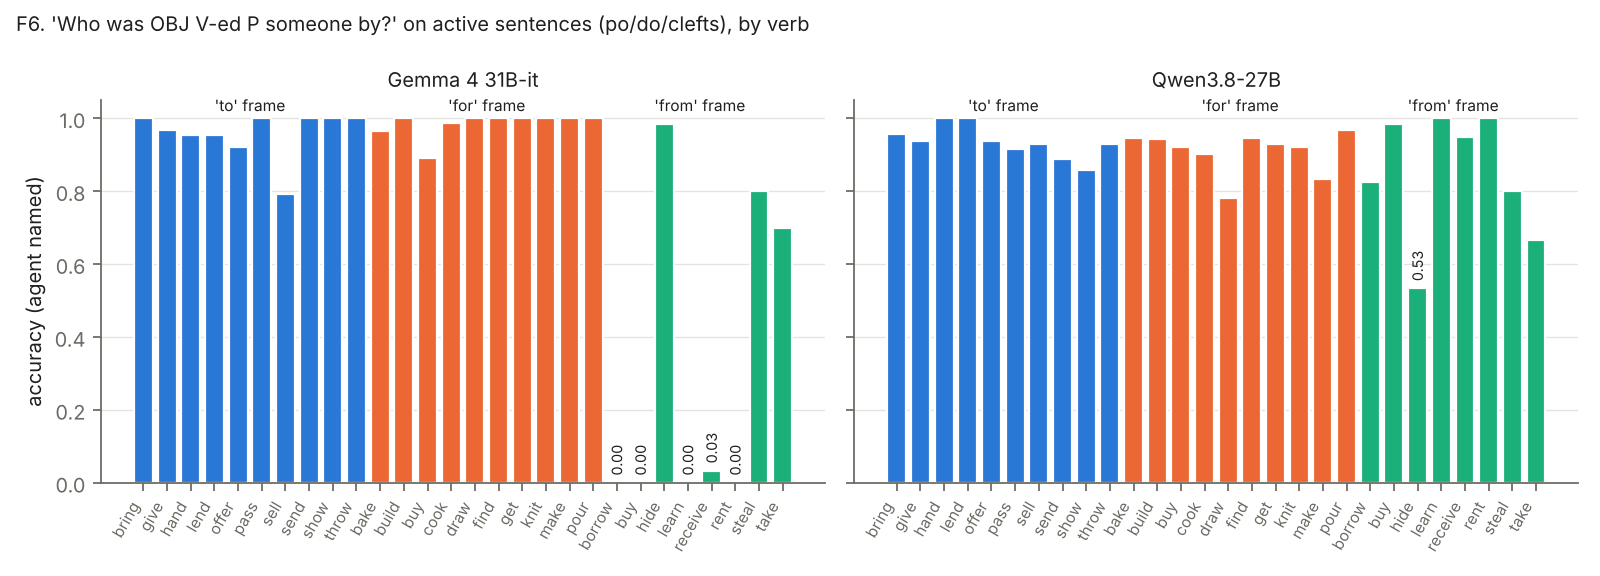 F6. 'Who was OBJ V-ed P someone by?' on active sentences (po/do/clefts), by verb
Gemma 4 31B-it
'to' frame
'for' frame
'from' frame
accuracy (agent named)
1.0
0.8
0.6
0.4
0.2
0.0
0.00
0.00
0.00
0.03
0.00
bring
give
hand
lend
offer
pass
sell
send
show
throw
bake
build
buy
cook
draw
find
get
knit
make
pour
borrow
buy
hide
learn
receive
rent
steal
take
Qwen3.8-27B
'to' frame
'for' frame
'from' frame
0.53
bring
give
hand
lend
offer
pass
sell
send
show
throw
bake
build
buy
cook
draw
find
get
knit
make
pour
borrow
buy
hide
learn
receive
rent
steal
take